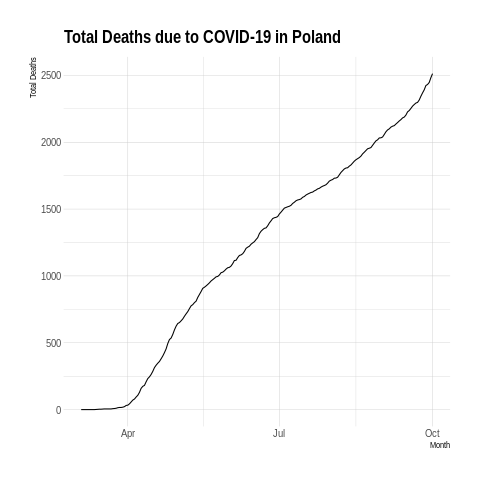 Total Deaths due to COVID-19 in Poland
Total Deaths
2500
2000
1500
1000
500
0
Apr
Jul
Oct
Month